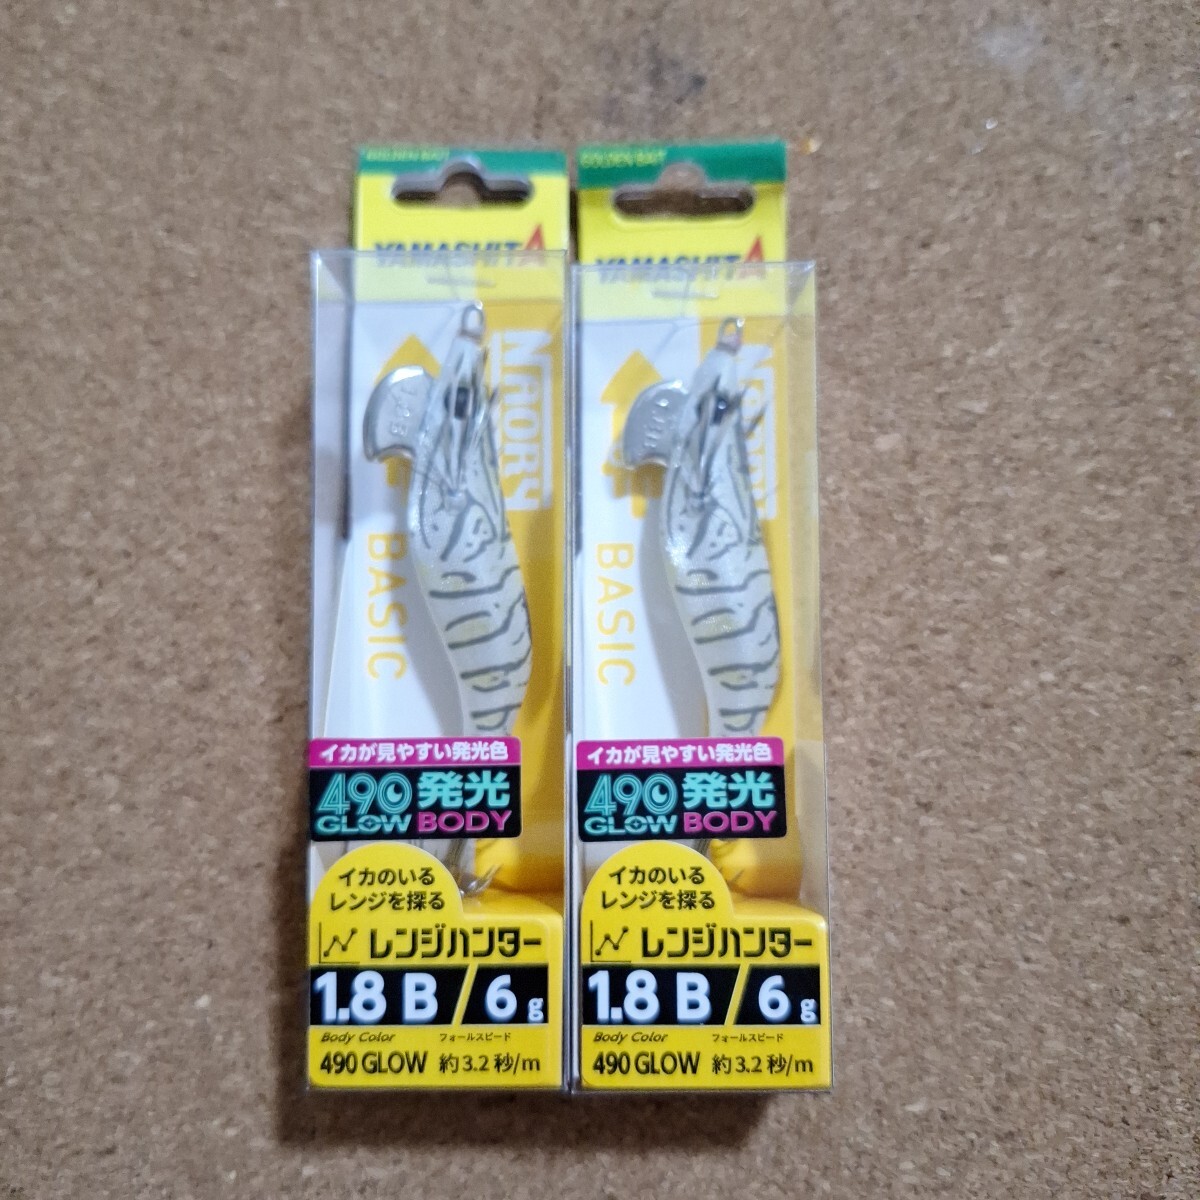 GOLDEN BAIT
YAMASHITA
NAORY
BASIC
イカが見やすい発光色
490 発光
GLOW BODY
イカのいる
レンジを探る
レンジハンター
1.8 B / 6 g
Body Color フォールスピード
490 GLOW 約3.2秒/m
GOLDEN BAIT
YAMASHITA
NAORY
BASIC
イカが見やすい発光色
490 発光
GLOW BODY
イカのいる
レンジを探る
レンジハンター
1.8 B / 6 g
Body Color フォールスピード
490 GLOW 約3.2秒/m